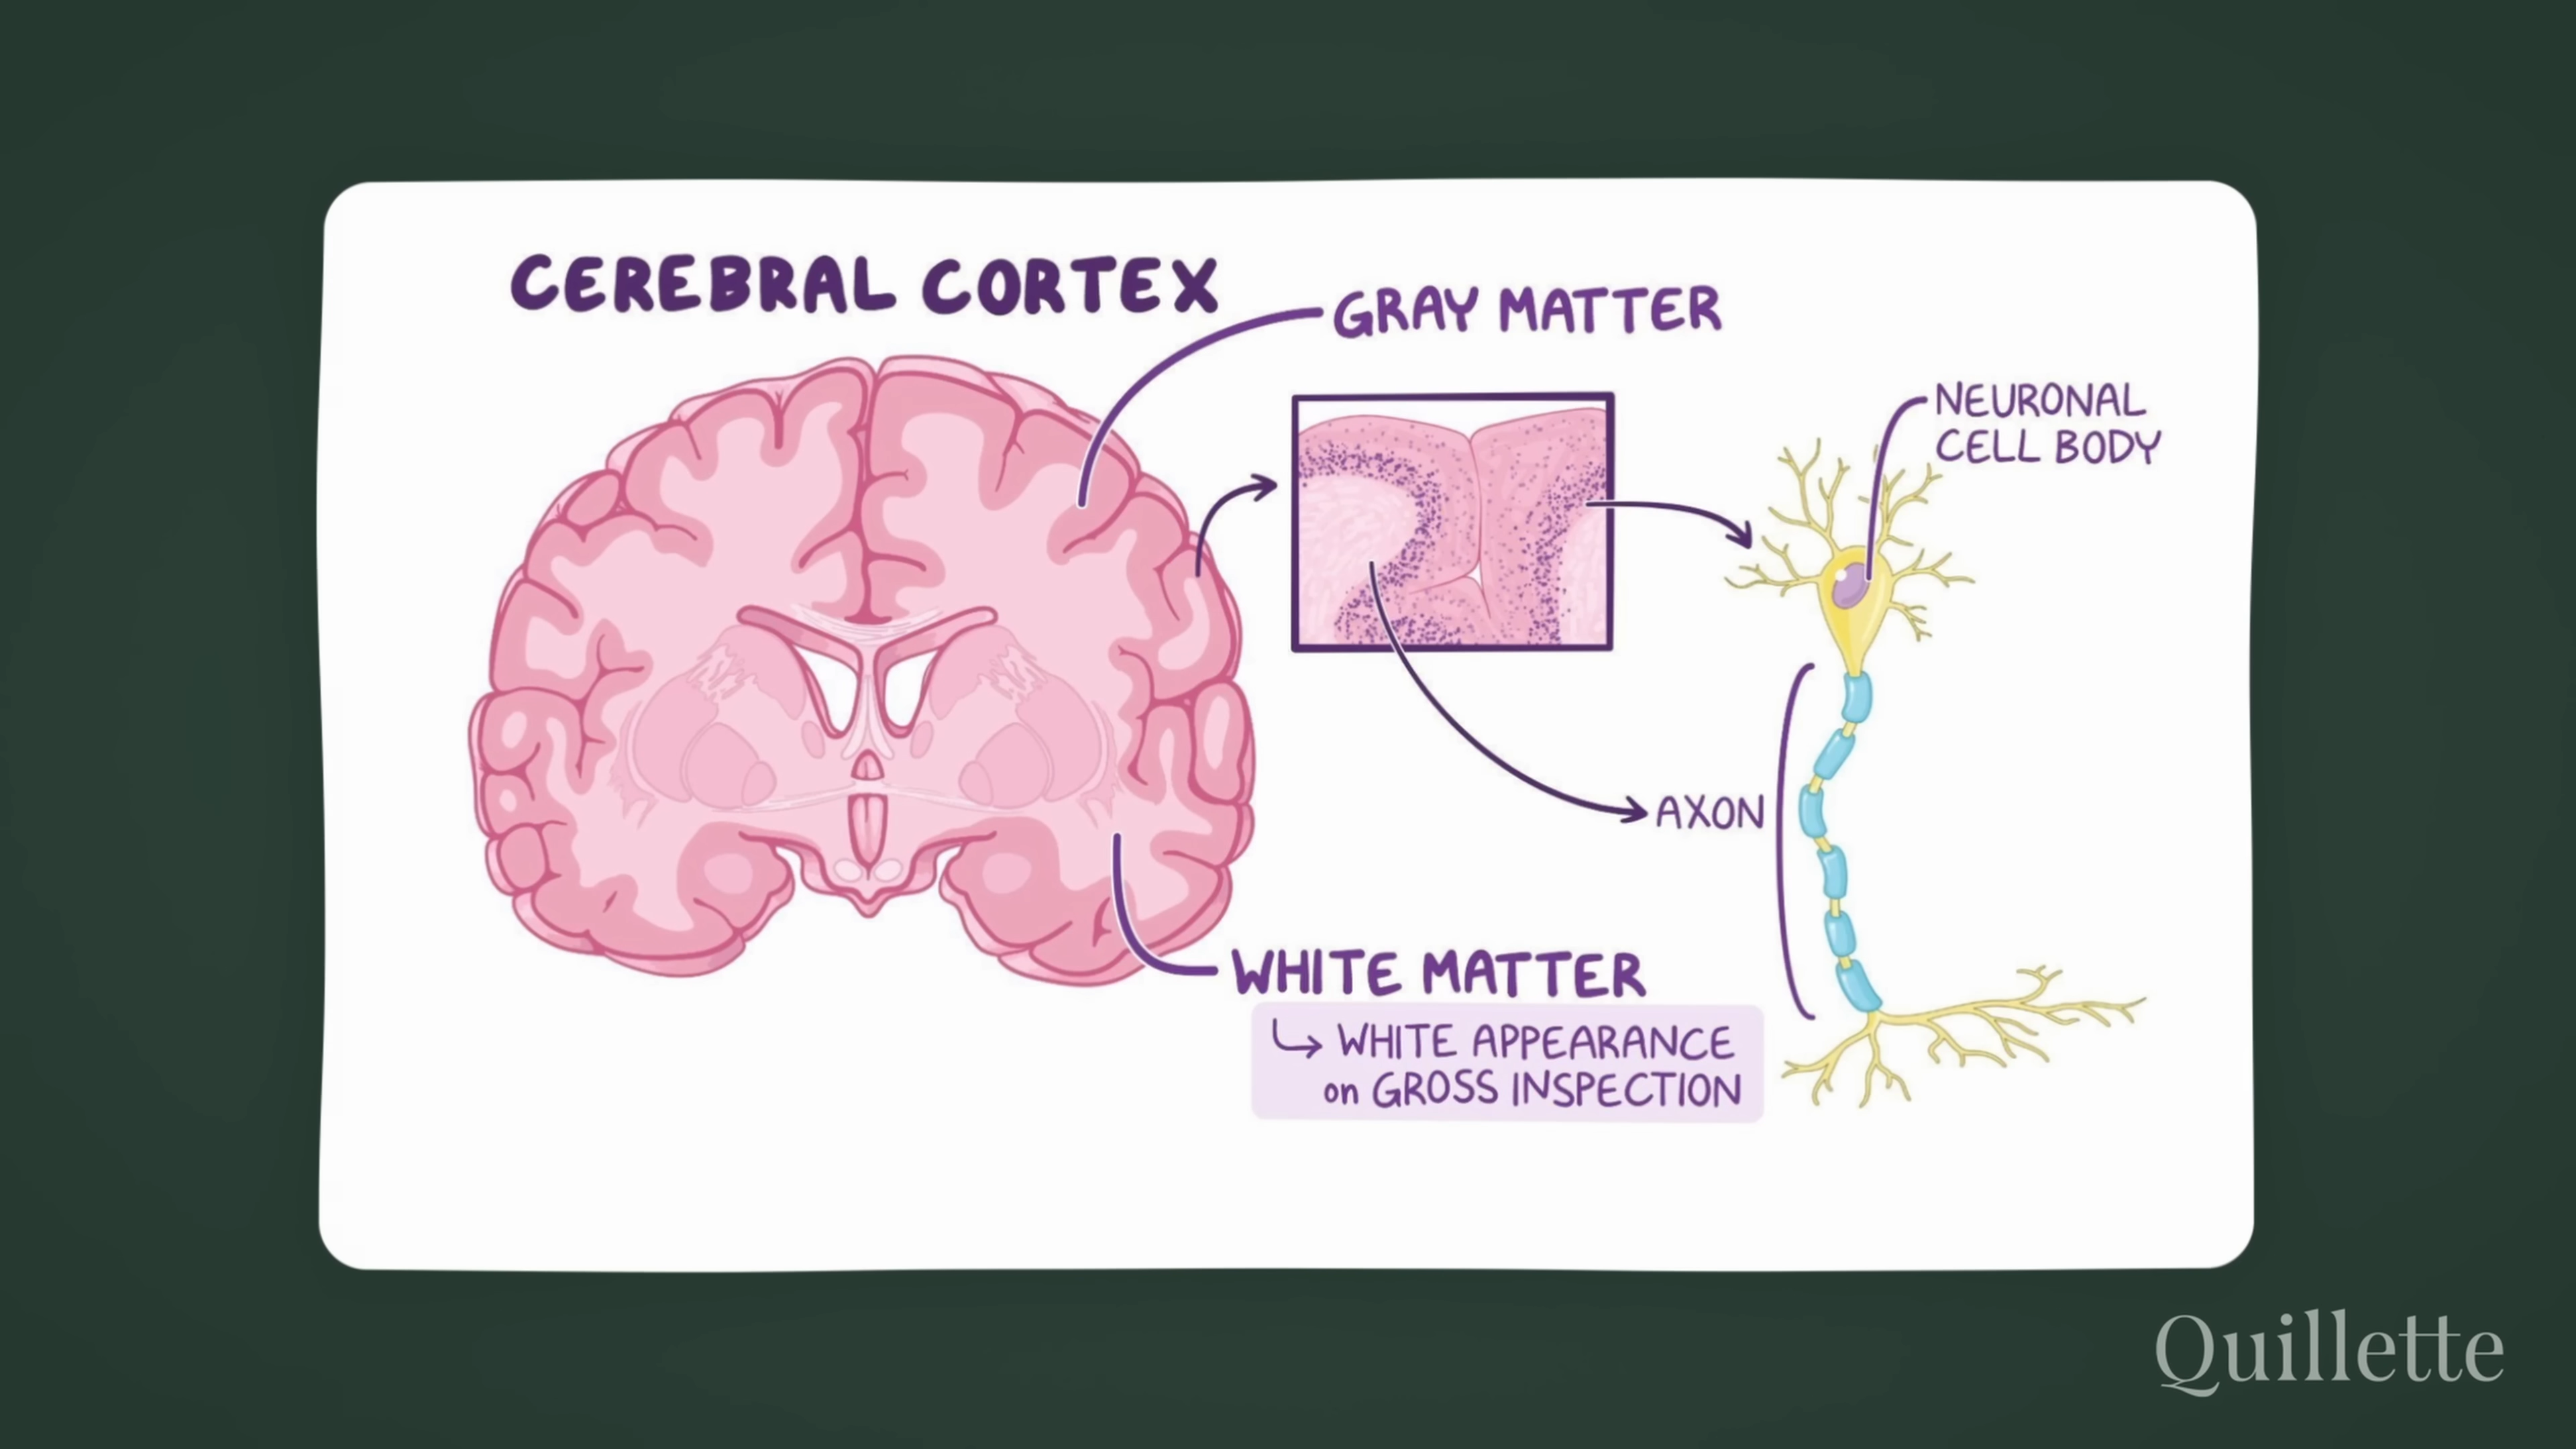 CEREBRAL CORTEX
GRAY MATTER
NEURONAL
CELL BODY
AXON
WHITE MATTER
WHITE APPEARANCE
on GROSS INSPECTION
Quillette